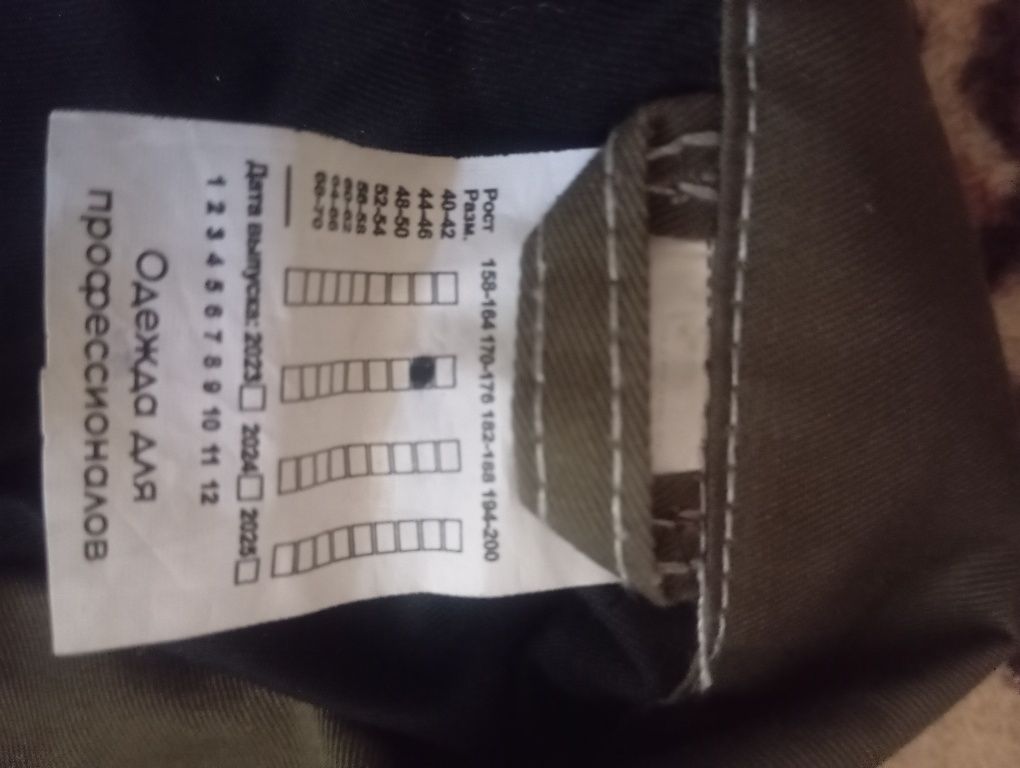 Рост 158-164 170-176 182-188 194-200
Разм.
40-42
44-46
48-50
52-54
56-58
60-62
64-66
68-70
Дата выпуска: 2023 2024 2025
1 2 3 4 5 6 7 8 9 10 11 12
Одежда для
профессионалов